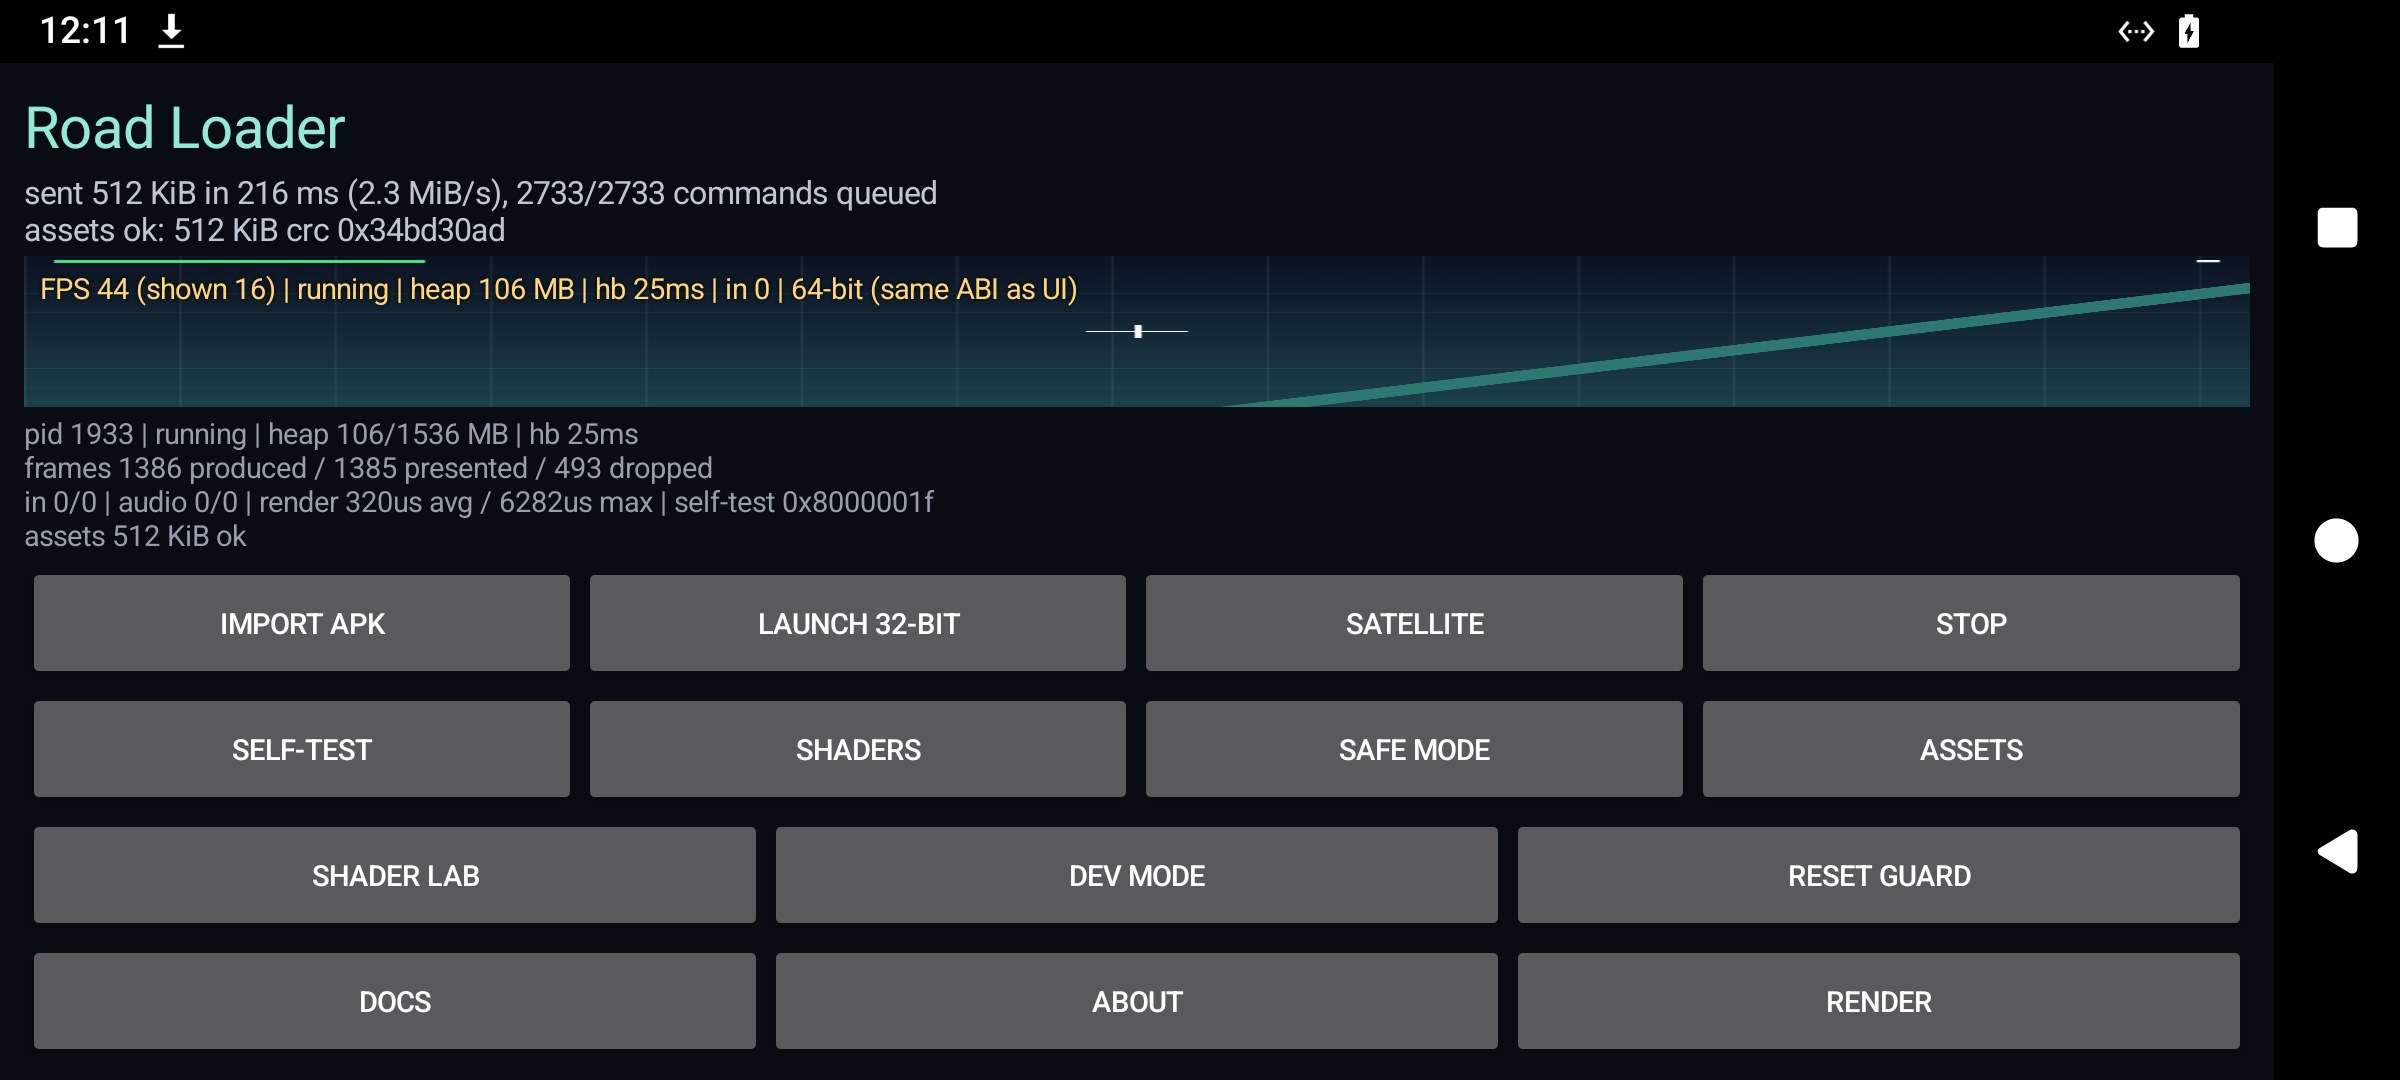 12:11
Road Loader
sent 512 KiB in 216 ms (2.3 MiB/s), 2733/2733 commands queued
assets ok: 512 KiB crc 0x34bd30ad
FPS 44 (shown 16) | running | heap 106 MB | hb 25ms | in 0 | 64-bit (same ABI as UI)
pid 1933 | running | heap 106/1536 MB | hb 25ms
frames 1386 produced / 1385 presented / 493 dropped
in 0/0 | audio 0/0 | render 320us avg / 6282us max | self-test 0x8000001f
assets 512 KiB ok
IMPORT APK
LAUNCH 32-BIT
SATELLITE
STOP
SELF-TEST
SHADERS
SAFE MODE
ASSETS
SHADER LAB
DEV MODE
RESET GUARD
DOCS
ABOUT
RENDER